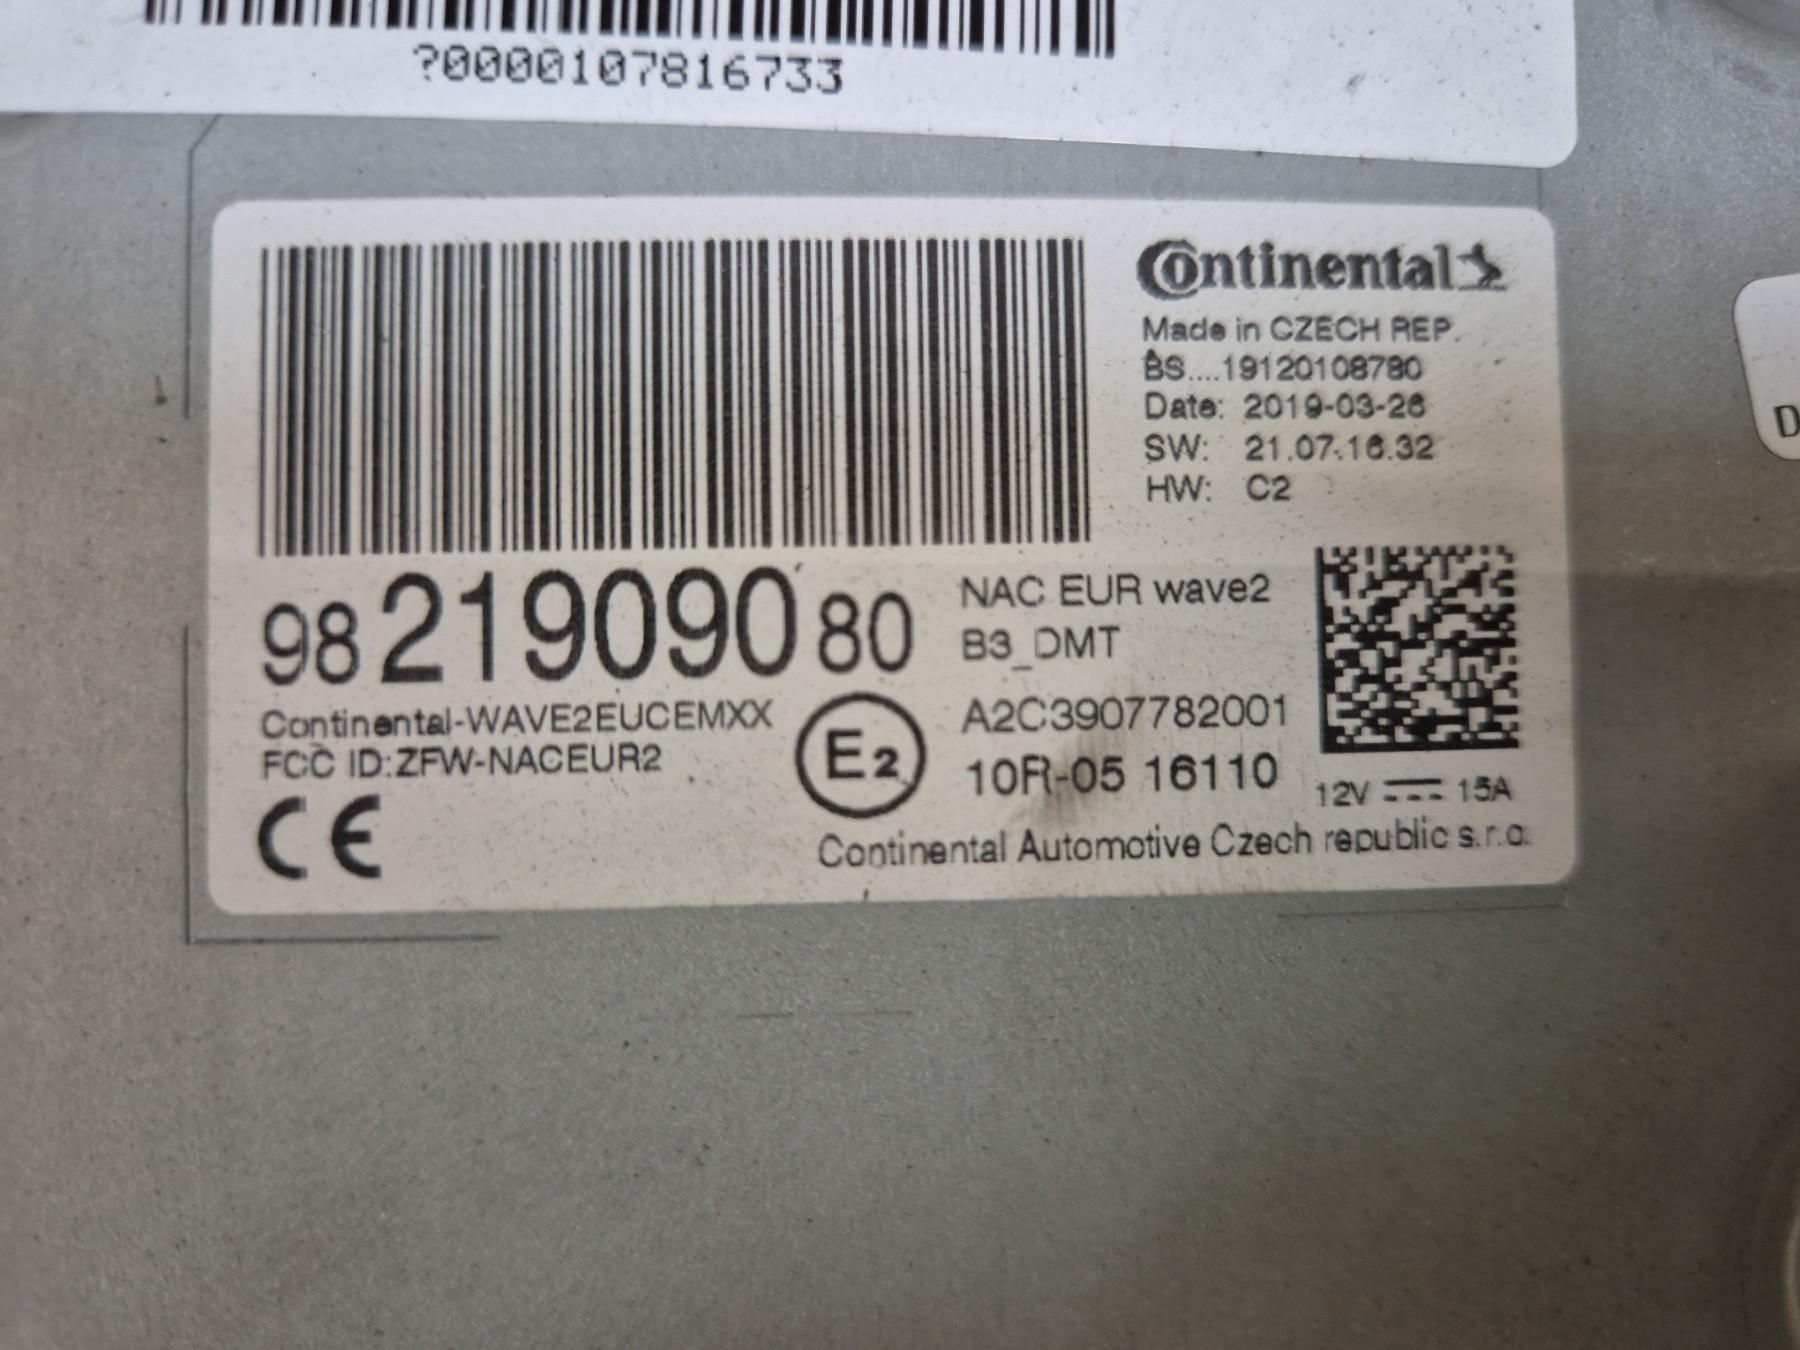 ?0000107816733
Continental
Made in CZECH REP.
BS....19120108780
Date: 2019-03-26
SW: 21.07.16.32
HW: C2
98 219090 80
NAC EUR wave2
B3_DMT
Continental-WAVE2EUCEMXX
FCC ID:ZFW-NACEUR2
CE
E2
A2C3907782001
10R-05 16110
12V 15A
Continental Automotive Czech republic s.r.o.
D